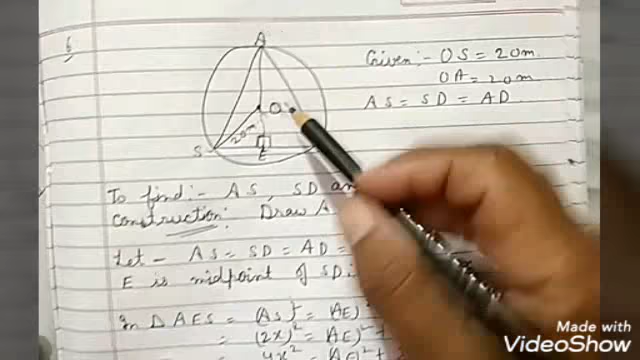 6
A
Given:- OS = 20m.
OA = 20m
AS = SD = AD.
O
20m
S
E
To find:- AS, SD an
Construction: Draw A
Let - AS = SD = AD =
E is midpoint of SD.
In Δ AES = (AS)² = AE)²
= (2x)² = AE)² +
4x² = AE)²
Made with
VideoShow